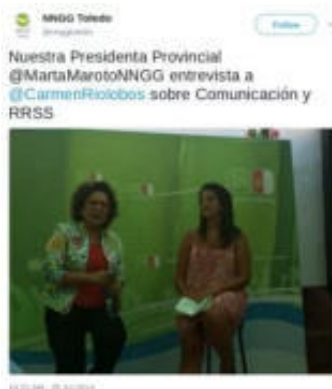 NNGG Toledo
Follow
Nuestra Presidenta Provincial
@MartaMarotoNNGG entrevista a
@CarmenRiolobos sobre Comunicación y
RRSS